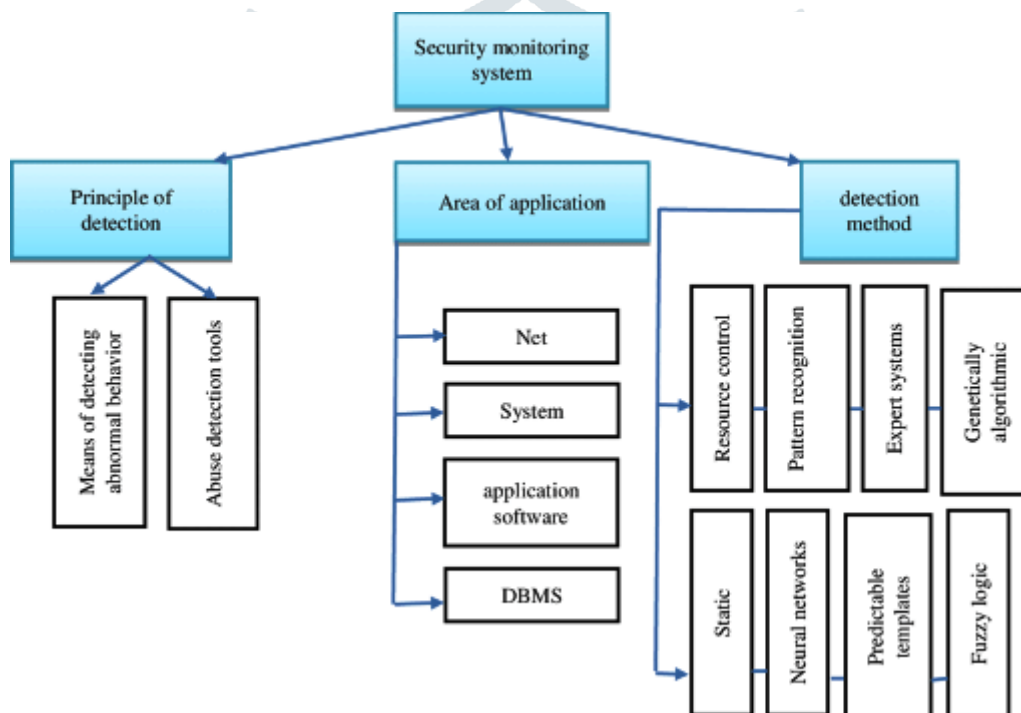 Security monitoring
system
Principle of
detection
Area of application
detection
method
Means of detecting
abnormal behavior
Abuse detection tools
Net
System
application
software
DBMS
Resource control
Pattern recognition
Expert systems
Genetically
algorithmic
Static
Neural networks
Predictable
templates
Fuzzy logic